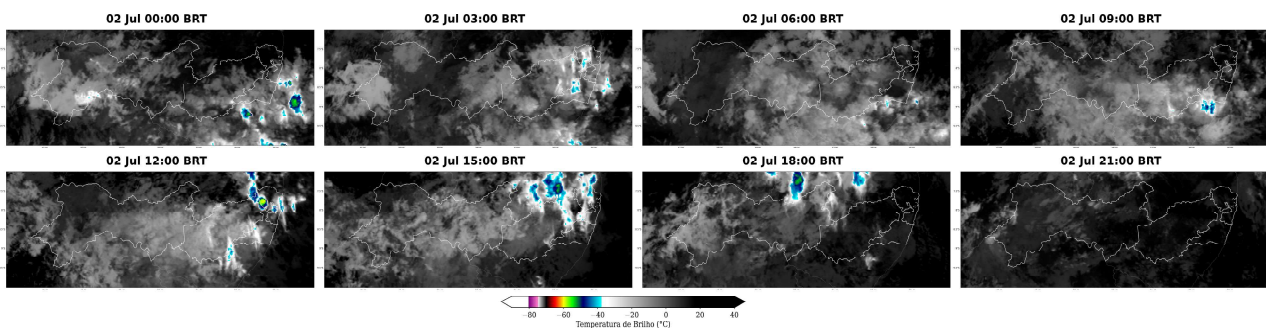 02 Jul 00:00 BRT
02 Jul 03:00 BRT
02 Jul 06:00 BRT
02 Jul 09:00 BRT
02 Jul 12:00 BRT
02 Jul 15:00 BRT
02 Jul 18:00 BRT
02 Jul 21:00 BRT
−80 −60 −40 −20 0 20 40
Temperatura de Brilho (°C)